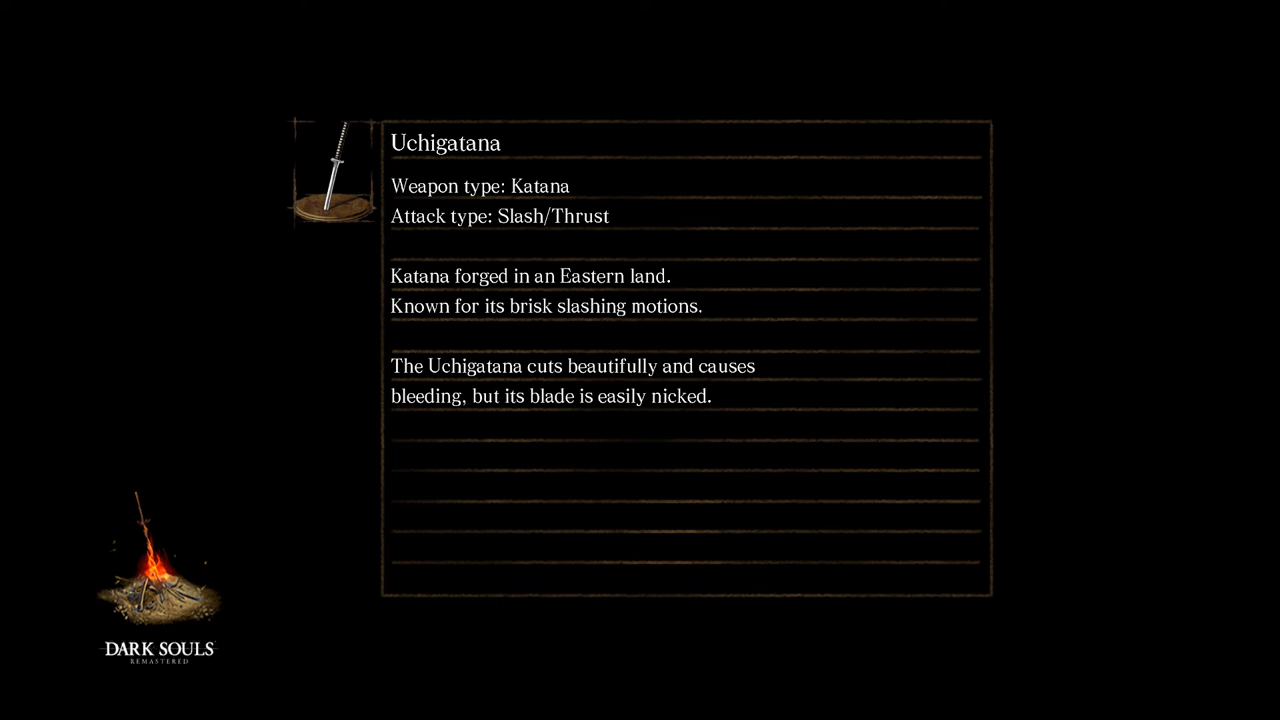 Uchigatana
Weapon type: Katana
Attack type: Slash/Thrust
Katana forged in an Eastern land.
Known for its brisk slashing motions.
The Uchigatana cuts beautifully and causes
bleeding, but its blade is easily nicked.
DARK SOULS
REMASTERED